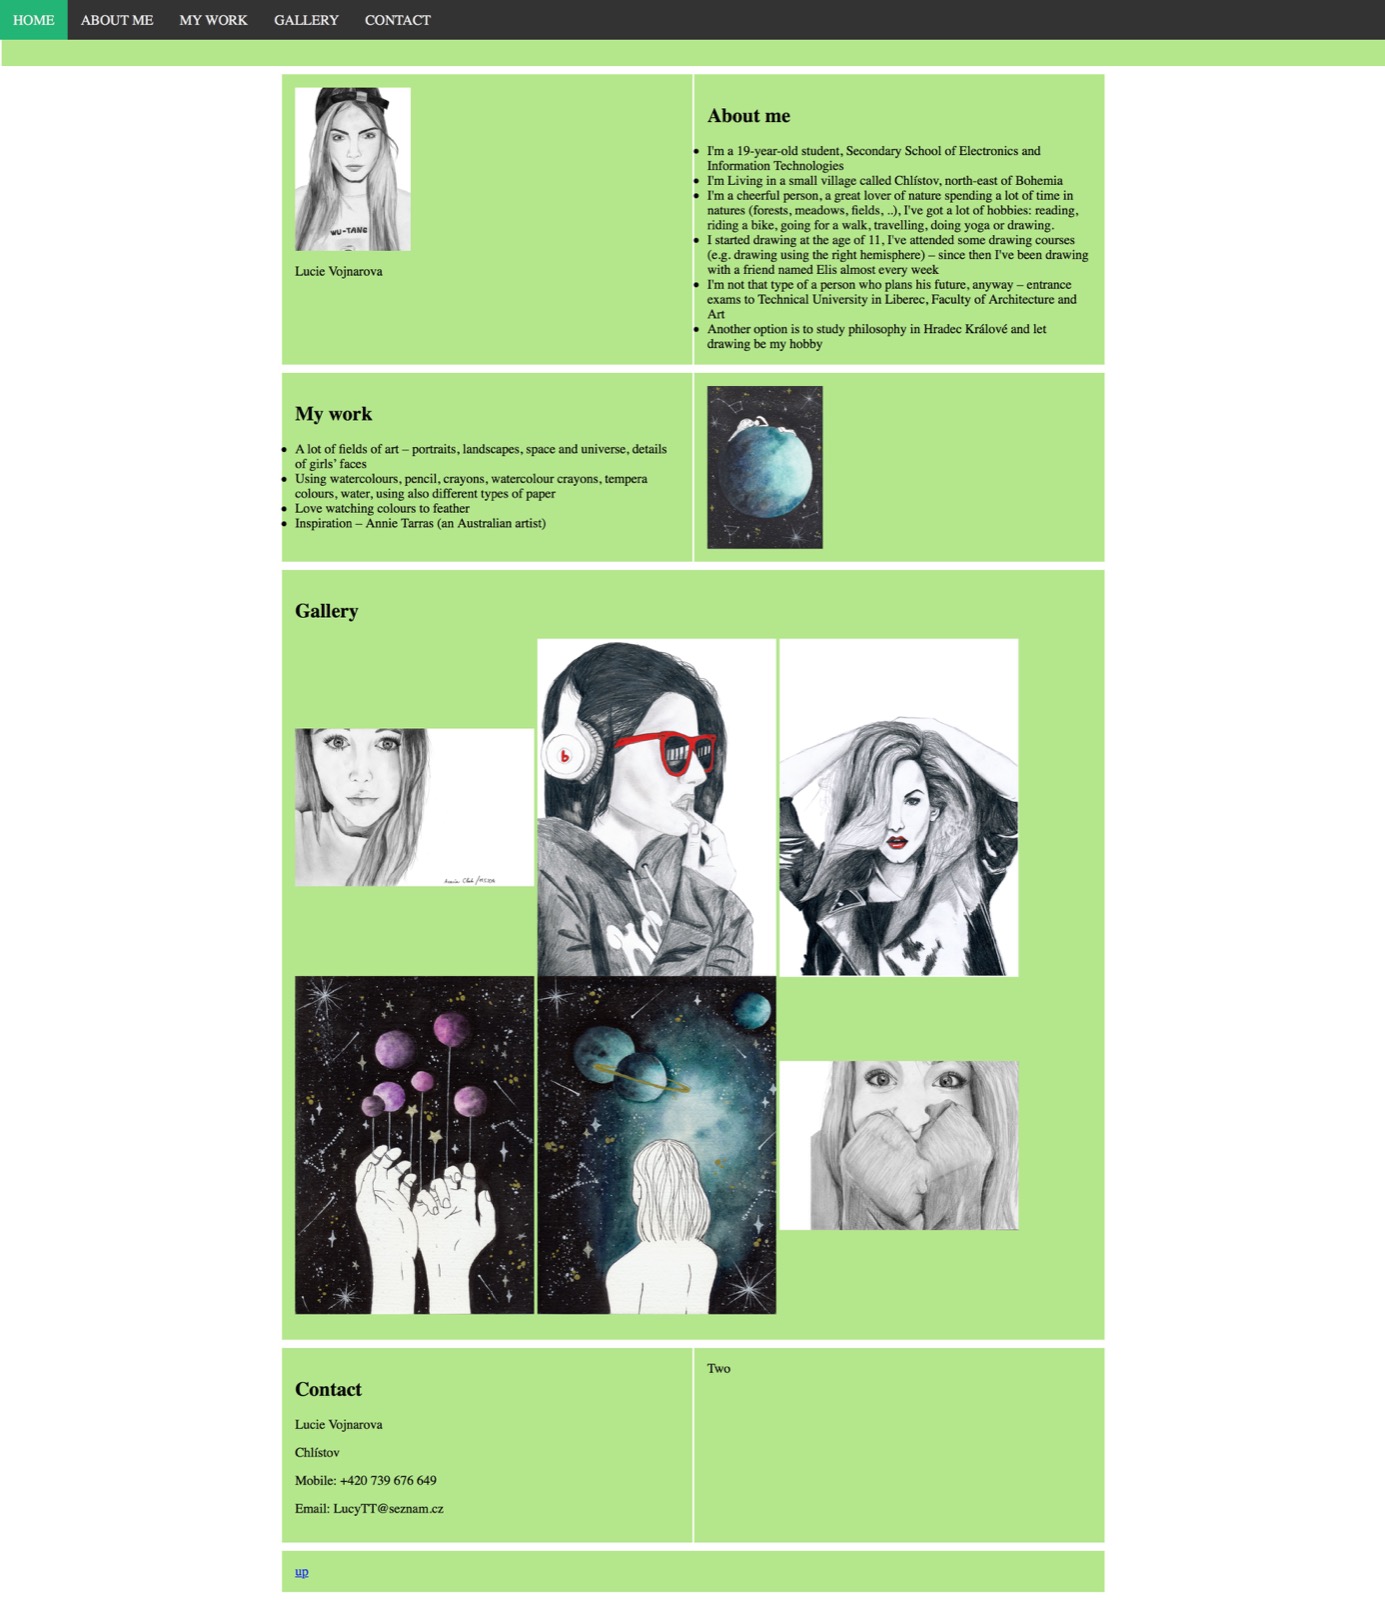 HOME ABOUT ME MY WORK GALLERY CONTACT
WU-TANG
Lucie Vojnarova
About me
• I'm a 19-year-old student, Secondary School of Electronics and
Information Technologies
• I'm Living in a small village called Chlístov, north-east of Bohemia
• I'm a cheerful person, a great lover of nature spending a lot of time in
natures (forests, meadows, fields, ..), I've got a lot of hobbies: reading,
riding a bike, going for a walk, travelling, doing yoga or drawing.
• I started drawing at the age of 11, I've attended some drawing courses
(e.g. drawing using the right hemisphere) – since then I've been drawing
with a friend named Elis almost every week
• I'm not that type of a person who plans his future, anyway – entrance
exams to Technical University in Liberec, Faculty of Architecture and
Art
• Another option is to study philosophy in Hradec Králové and let
drawing be my hobby
My work
• A lot of fields of art – portraits, landscapes, space and universe, details
of girls’ faces
• Using watercolours, pencil, crayons, watercolour crayons, tempera
colours, water, using also different types of paper
• Love watching colours to feather
• Inspiration – Annie Tarras (an Australian artist)
Gallery
b
Contact
Lucie Vojnarova
Chlístov
Mobile: +420 739 676 649
Email: LucyTT@seznam.cz
Two
up